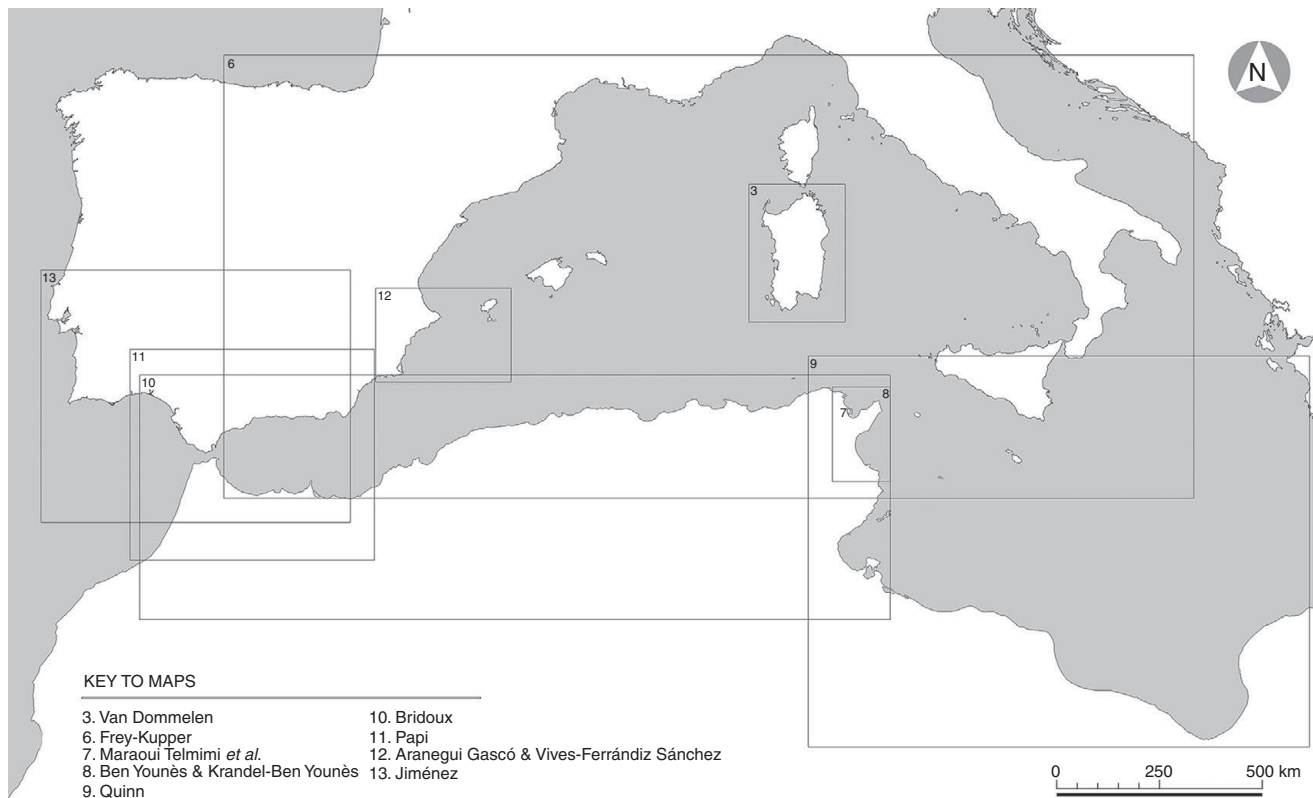 6
N
3
13
12
11
10
9
8
7
KEY TO MAPS
3. Van Dommelen
6. Frey-Kupper
7. Maraoui Telmimi et al.
8. Ben Younès & Krandel-Ben Younès
9. Quinn
10. Bridoux
11. Papi
12. Aranegui Gascó & Vives-Ferrándiz Sánchez
13. Jiménez
0 250 500 km